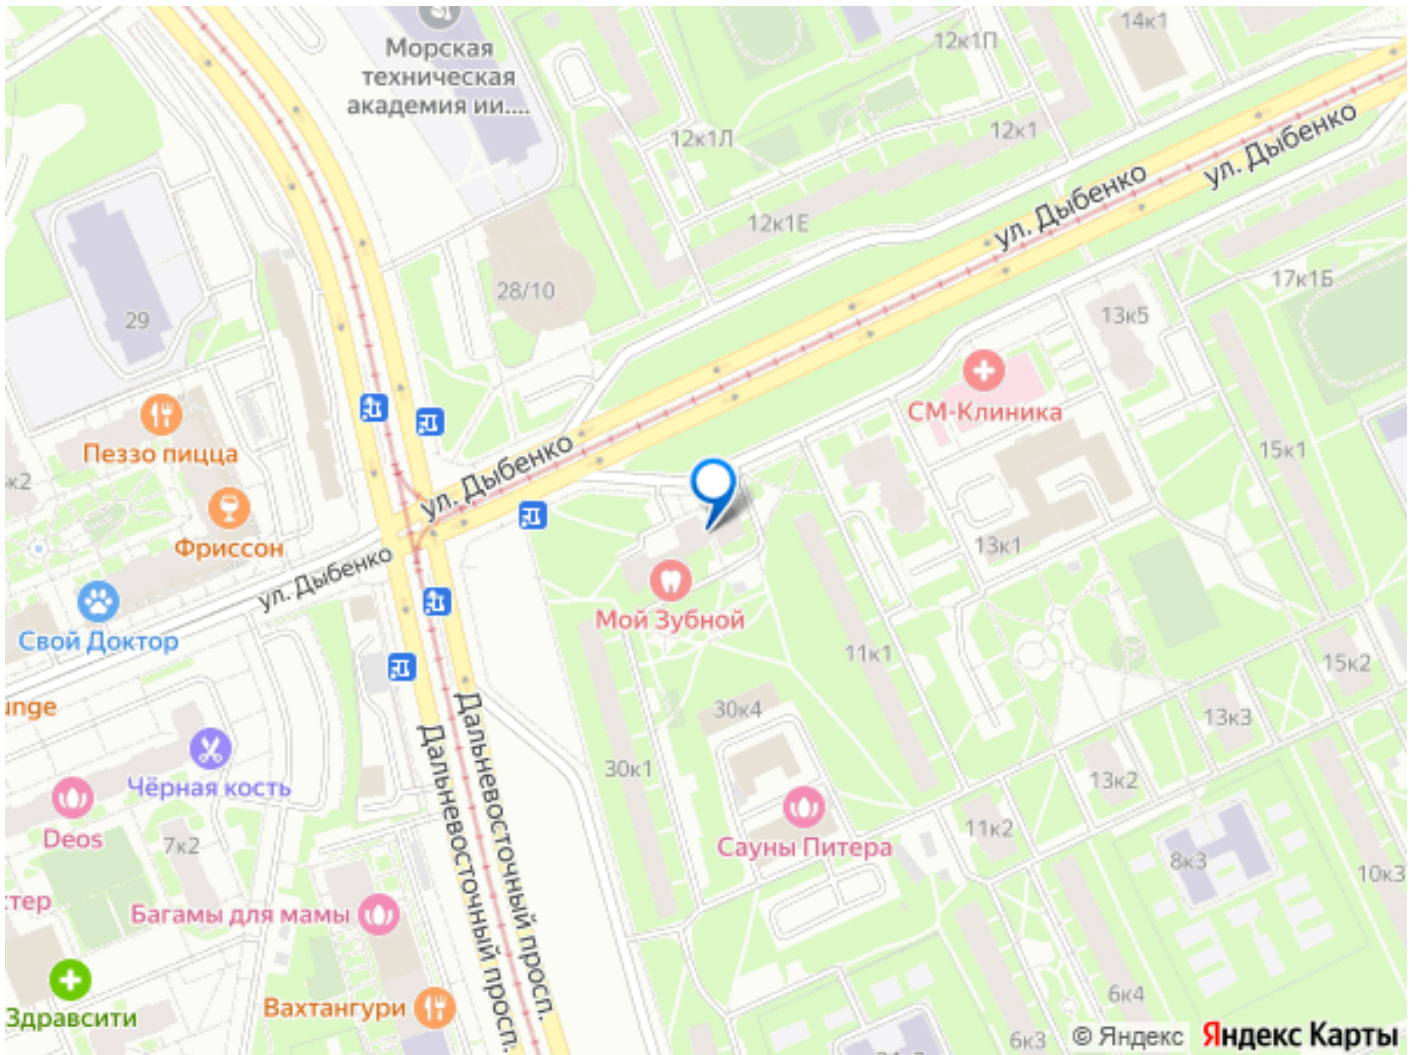 Морская
техническая
академия ии....
14к1
12к1П
12к1Л
12к1
ул. Дыбенко
ул. Дыбенко
12к1Е
28/10
29
17к1Б
13к5
СМ-Клиника
Пеззо пицца
ул. Дыбенко
15к1
к2
Фриссон
13к1
ул. Дыбенко
Мой Зубной
Свой Доктор
11к1
15к2
unge
30к4
13к3
Дальневосточный просп.
Дальневосточный просп.
30к1
13к2
Чёрная кость
Deos
7к2
Сауны Питера
11к2
8к3
10к3
стер
Багамы для мамы
Вахтангури
6к4
Здравсити
6к3
© Яндекс Яндекс Карты